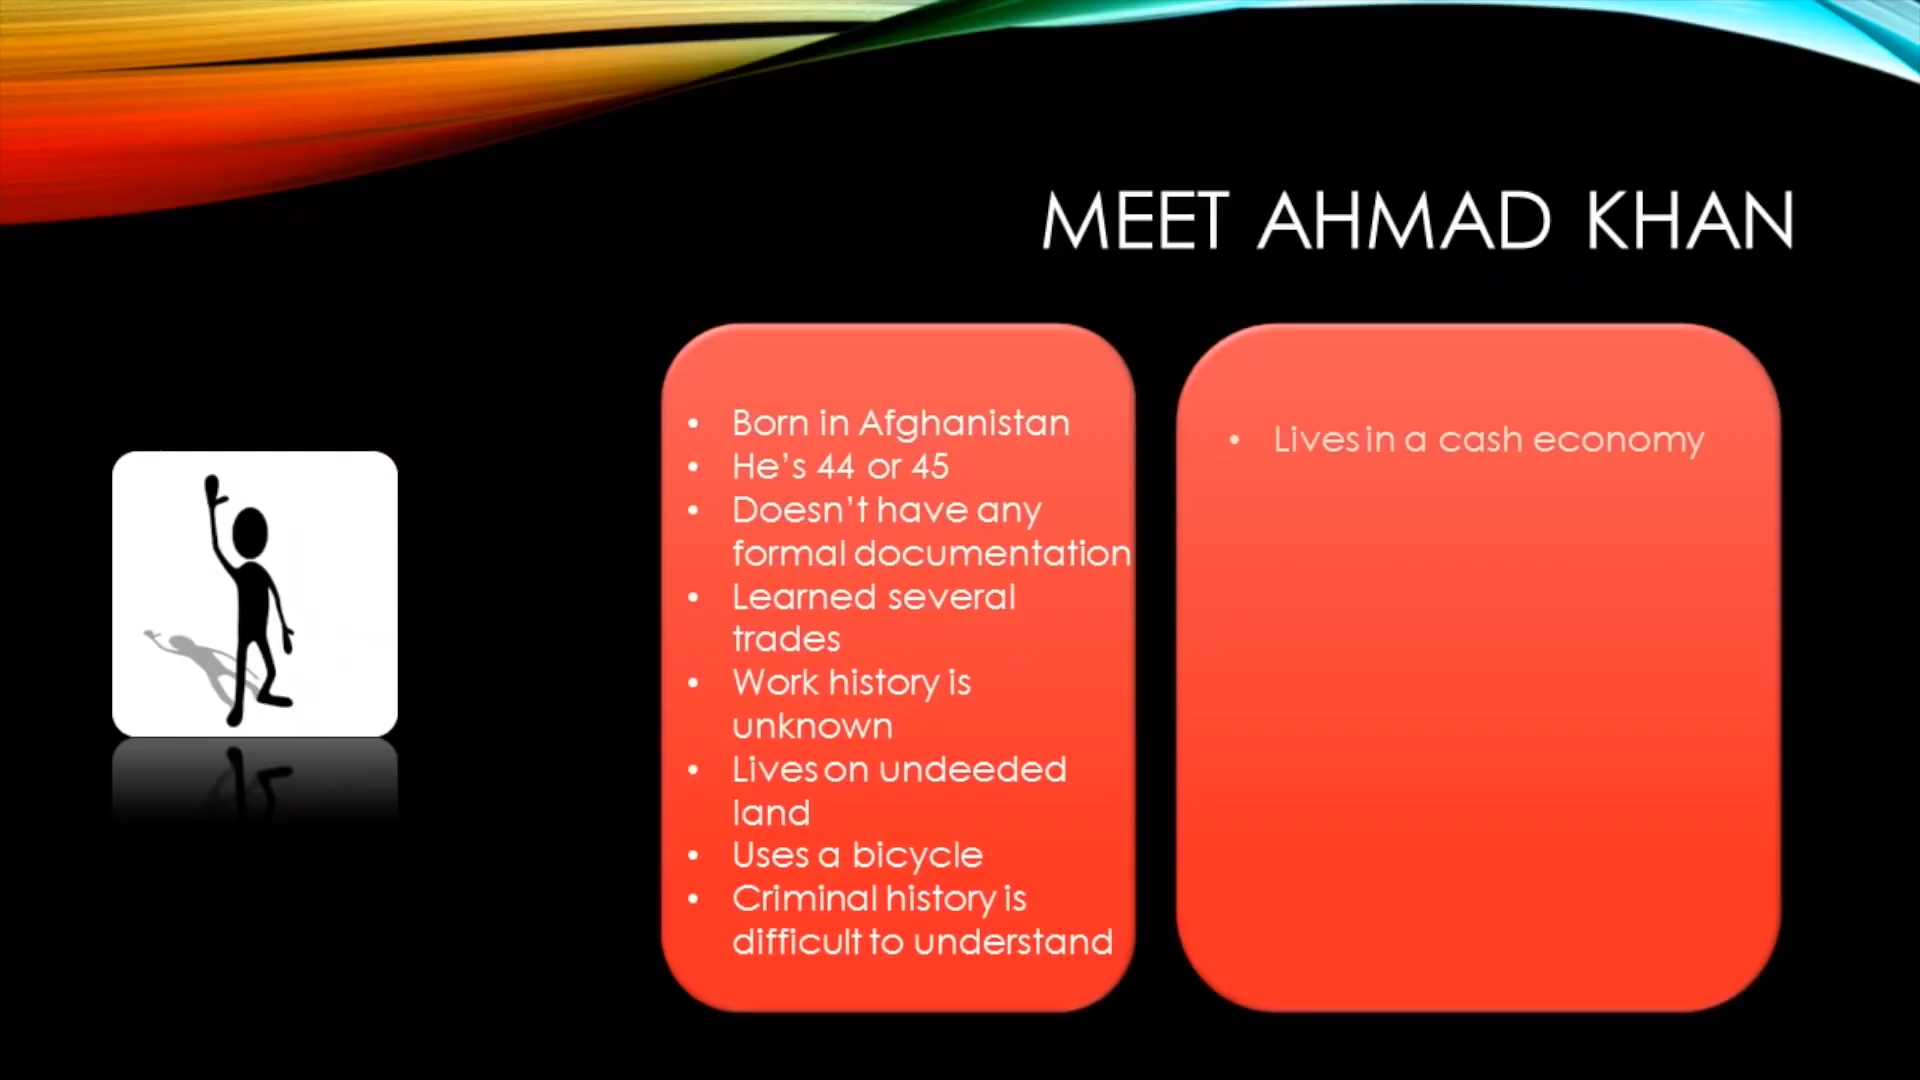 MEET AHMAD KHAN
• Born in Afghanistan
• He's 44 or 45
• Doesn't have any
formal documentation
• Learned several
trades
• Work history is
unknown
• Lives on undeeded
land
• Uses a bicycle
• Criminal history is
difficult to understand
• Lives in a cash economy